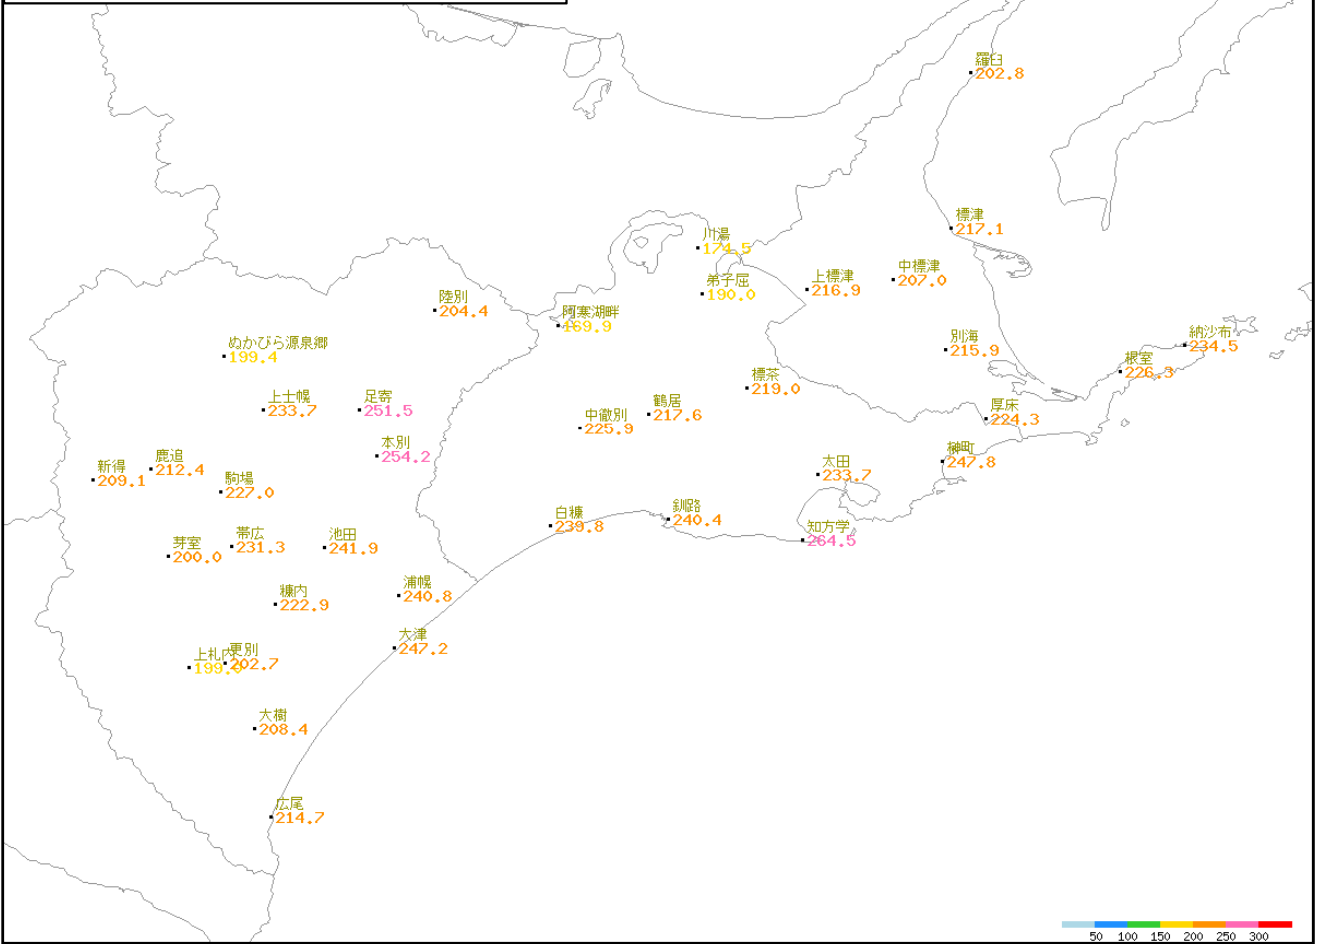 羅臼
202.8
標津
217.1
川湯
174.5
中標津
207.0
上標津
216.9
弟子屈
190.0
陸別
204.4
阿寒湖畔
169.9
納沙布
234.5
別海
215.9
ぬかびら源泉郷
199.4
根室
226.3
標茶
219.0
上士幌
233.7
足寄
251.5
鶴居
217.6
厚床
224.3
中徹別
225.9
本別
254.2
榊町
247.8
鹿追
212.4
太田
233.7
新得
209.1
駒場
227.0
白糠
239.8
釧路
240.4
知方学
264.5
帯広
231.3
池田
241.9
芽室
200.0
浦幌
240.8
糠内
222.9
大津
247.2
更別
202.7
上札内
大樹
208.4
広尾
214.7
50 100 150 200 250 300